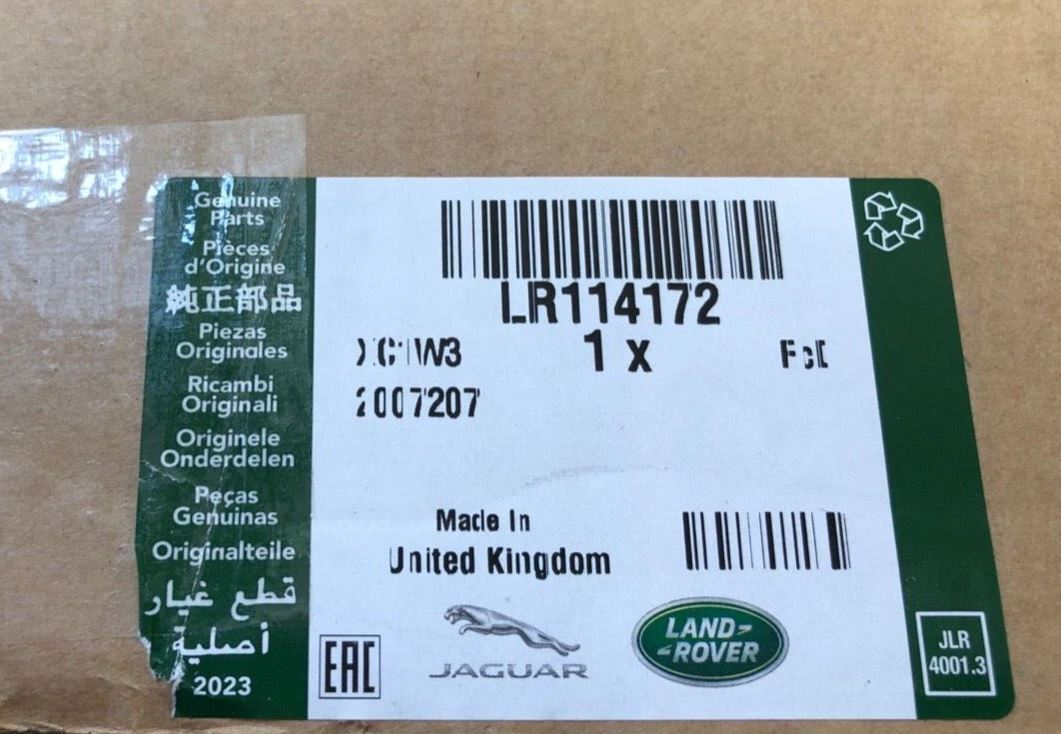 Genuine
Parts
Pièces
d'Origine
純正部品
Piezas
Originales
Ricambi
Originali
Originele
Onderdelen
Peças
Genuinas
Originalteile
قطع غيار
أصلية
2023
LR114172
1 x
2007207
Made In
United Kingdom
EAC
JAGUAR
LAND-
-ROVER
JLR
4001.3